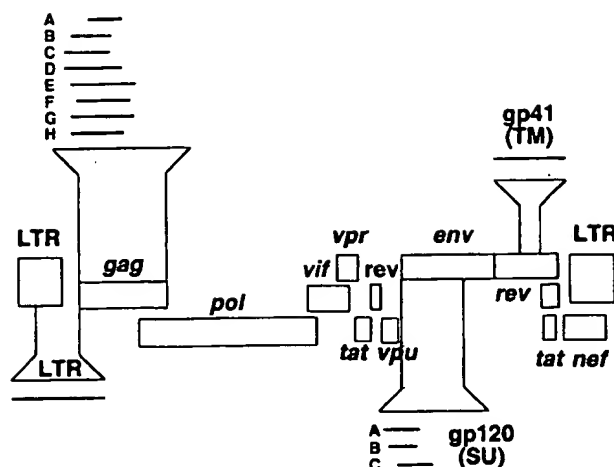 A
B
C
D
E
F
G
H
gp41
(TM)
LTR
gag
pol
vif
vpr
rev
env
LTR
rev
tat
vpu
tat nef
LTR
A
B
C
gp120
(SU)